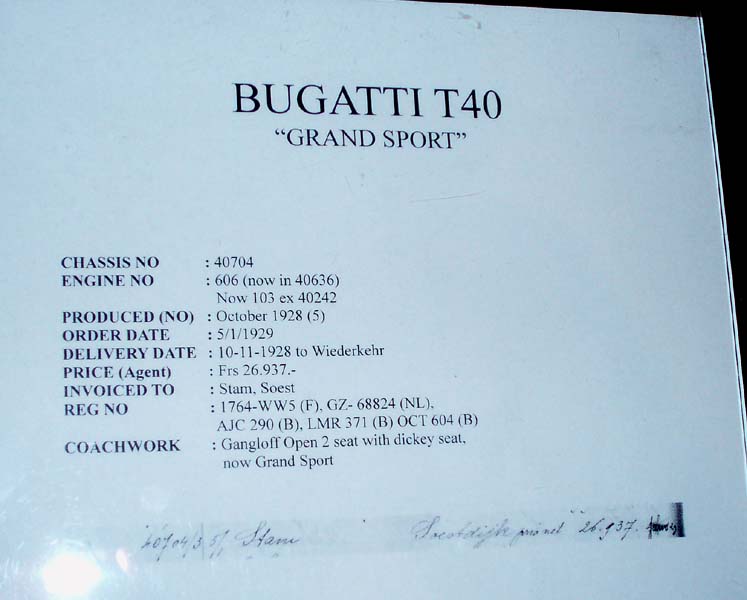 BUGATTI T40
“GRAND SPORT”
CHASSIS NO : 40704
ENGINE NO : 606 (now in 40636)
Now 103 ex 40242
PRODUCED (NO) : October 1928 (5)
ORDER DATE : 5/1/1929
DELIVERY DATE : 10-11-1928 to Wiederkehr
PRICE (Agent) : Frs 26.937.-
INVOICED TO : Stam, Soest
REG NO : 1764-WW5 (F), GZ- 68824 (NL),
AJC 290 (B), LMR 371 (B) OCT 604 (B)
COACHWORK : Gangloff Open 2 seat with dickey seat,
now Grand Sport
Stam Soestdijk 26.937.